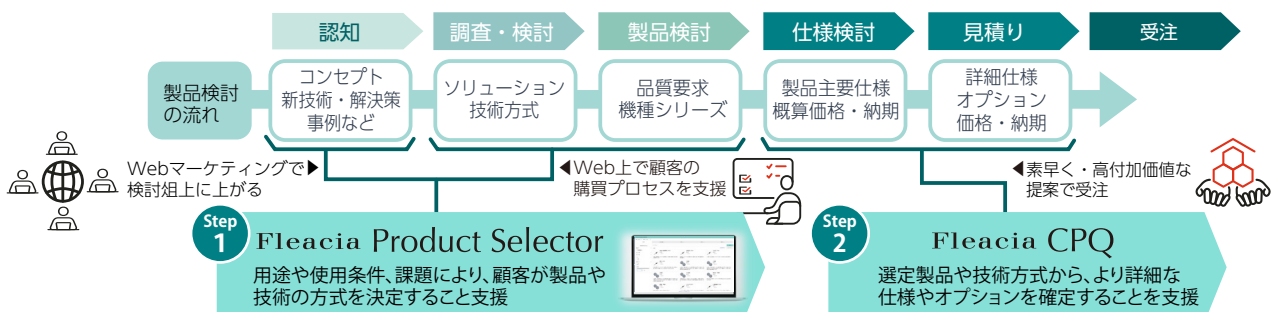 認知
調査・検討
製品検討
仕様検討
見積り
受注
製品検討
の流れ
コンセプト
新技術・解決策
事例など
ソリューション
技術方式
品質要求
機種シリーズ
製品主要仕様
概算価格・納期
詳細仕様
オプション
価格・納期
Webマーケティングで▶
検討俎上に上がる
◀Web上で顧客の
購買プロセスを支援
◀素早く・高付加価値な
提案で受注
Step
1
Fleacia Product Selector
用途や使用条件、課題により、顧客が製品や
技術の方式を決定すること支援
Step
2
Fleacia CPQ
選定製品や技術方式から、より詳細な
仕様やオプションを確定することを支援